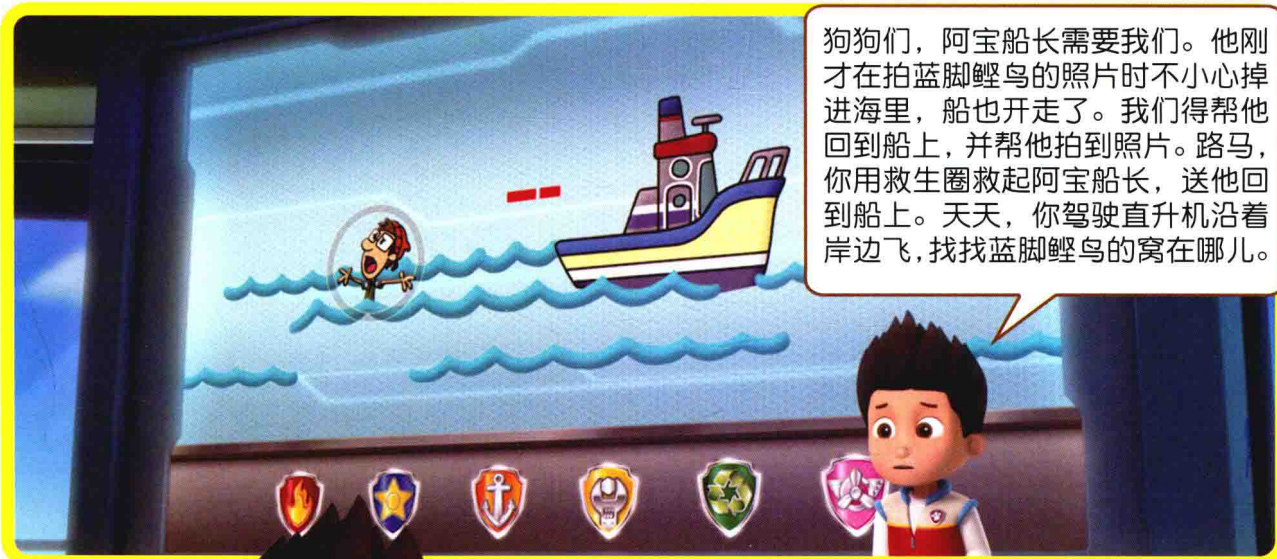 狗狗们，阿宝船长需要我们。他刚
才在拍蓝脚鲣鸟的照片时不小心掉
进海里，船也开走了。我们得帮他
回到船上，并帮他拍到照片。路马，
你用救生圈救起阿宝船长，送他回
到船上。天天，你驾驶直升机沿着
岸边飞，找找蓝脚鲣鸟的窝在哪儿。